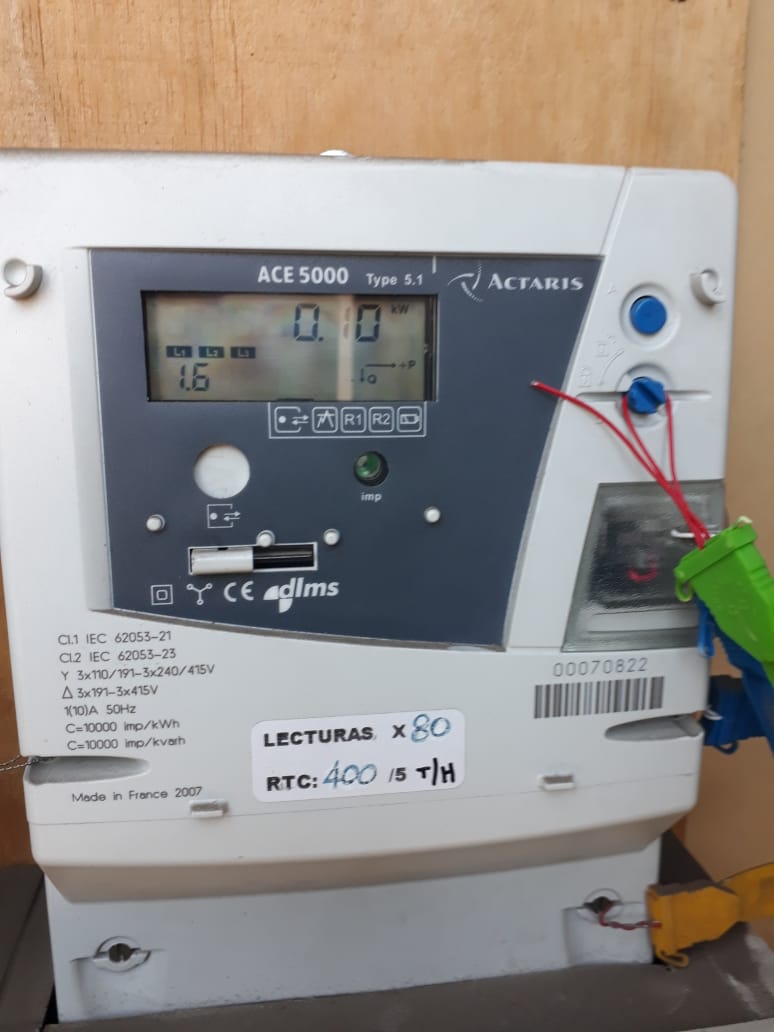 ACE 5000 Type 5.1
ACTARIS
0.10 kW
L1 L2 L3
1.6
+P
Q
R1 R2
imp
CE dlms
Cl.1 IEC 62053-21
Cl.2 IEC 62053-23
Y 3x110/191-3x240/415V
Δ 3x191-3x415V
1(10)A 50Hz
C=10000 imp/kWh
C=10000 imp/kvarh
Made in France 2007
00070822
LECTURAS X 80
RTC: 400 /5 T/H